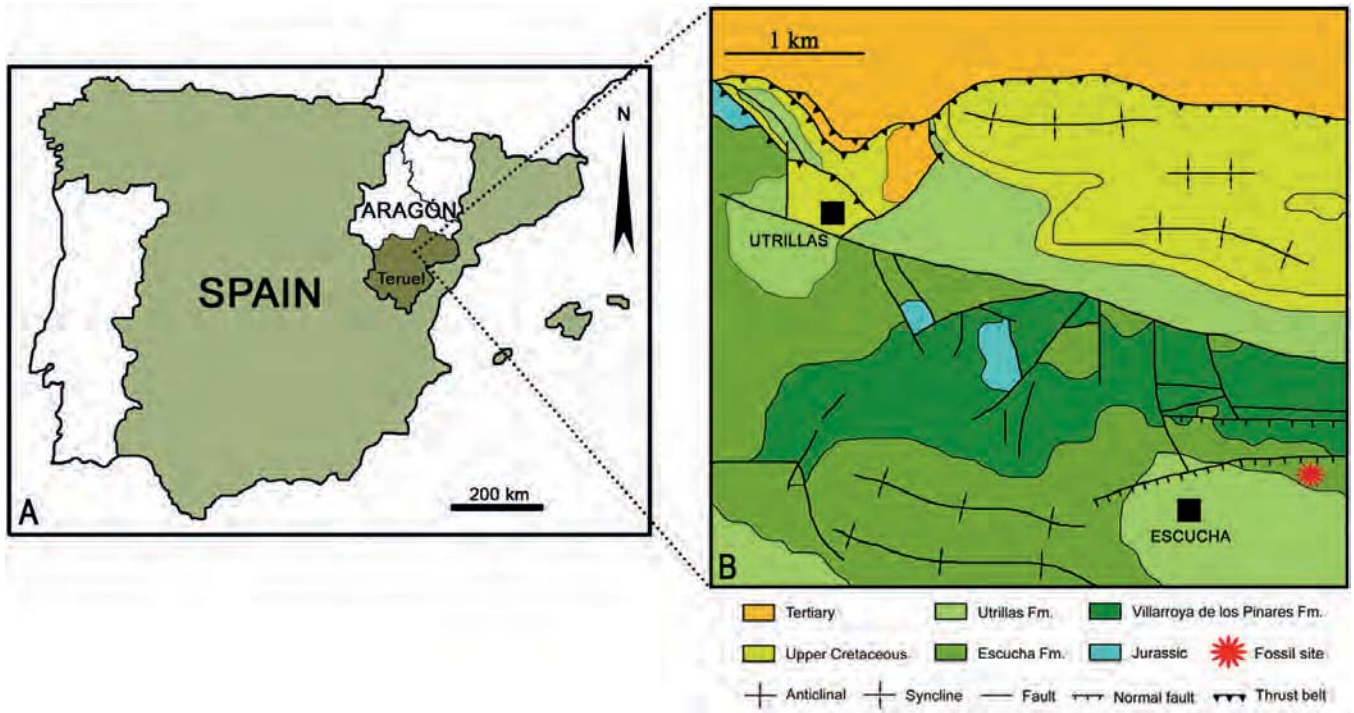 N
ARAGÓN
Teruel
SPAIN
200 km
A
1 km
UTRILLAS
ESCUCHA
B
Tertiary
Utrillas Fm.
Villarroya de los Pinares Fm.
Upper Cretaceous
Escucha Fm.
Jurassic
Fossil site
Anticlinal
Syncline
Fault
Normal fault
Thrust belt